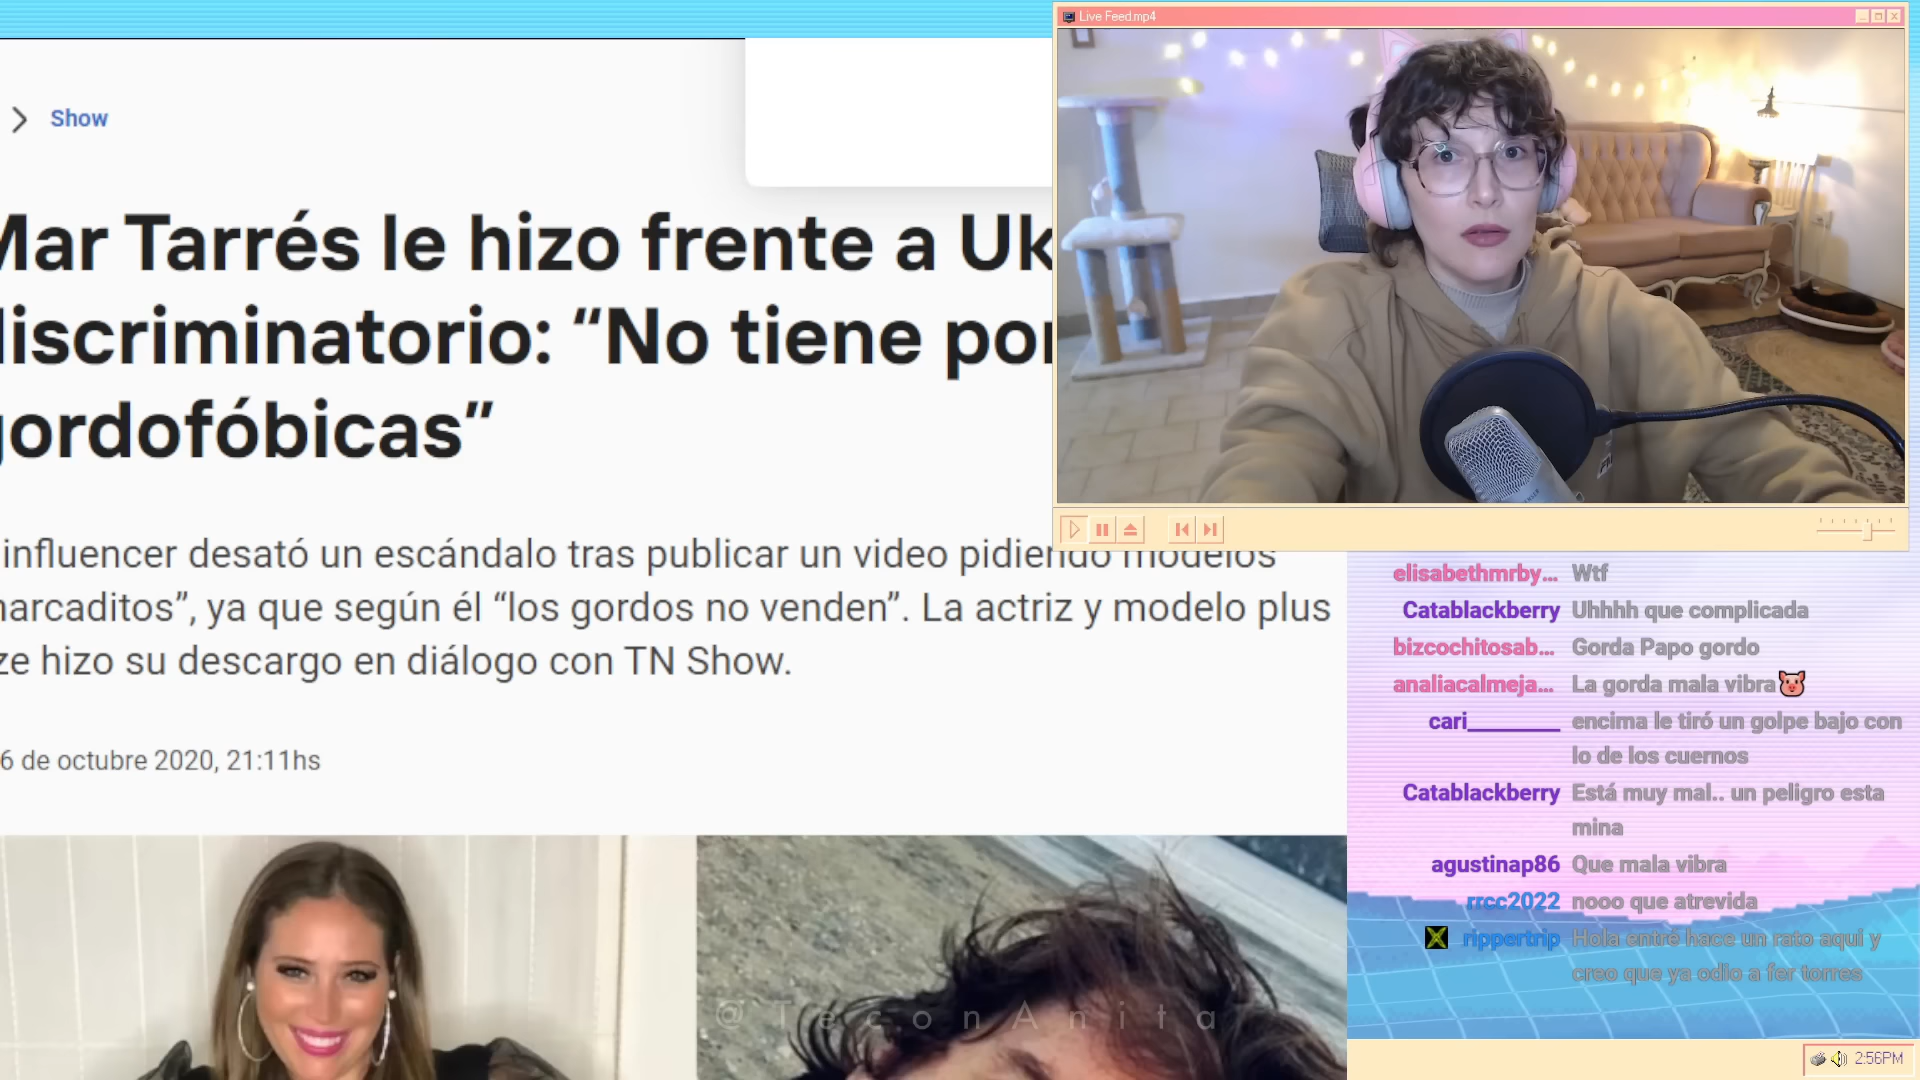 Live Feed.mp4
Show
Mar Tarrés le hizo frente a Uk
discriminatorio: “No tiene por
gordofóbicas”
influencer desató un escándalo tras publicar un video pidiendo modelos
marcaditos”, ya que según él “los gordos no venden”. La actriz y modelo plus
ze hizo su descargo en diálogo con TN Show.
6 de octubre 2020, 21:11hs
elisabethmrby... Wtf
Catablackberry Uhhhh que complicada
bizcochitosab... Gorda Papo gordo
analiacalmeja... La gorda mala vibra
cari_________ encima le tiró un golpe bajo con
lo de los cuernos
Catablackberry Está muy mal.. un peligro esta
mina
agustinap86 Que mala vibra
rrcc2022 nooo que atrevida
rippertrip Hola entré hace un rato aqui y
creo que ya odio a fer torres
@TeconAnita
2:56PM